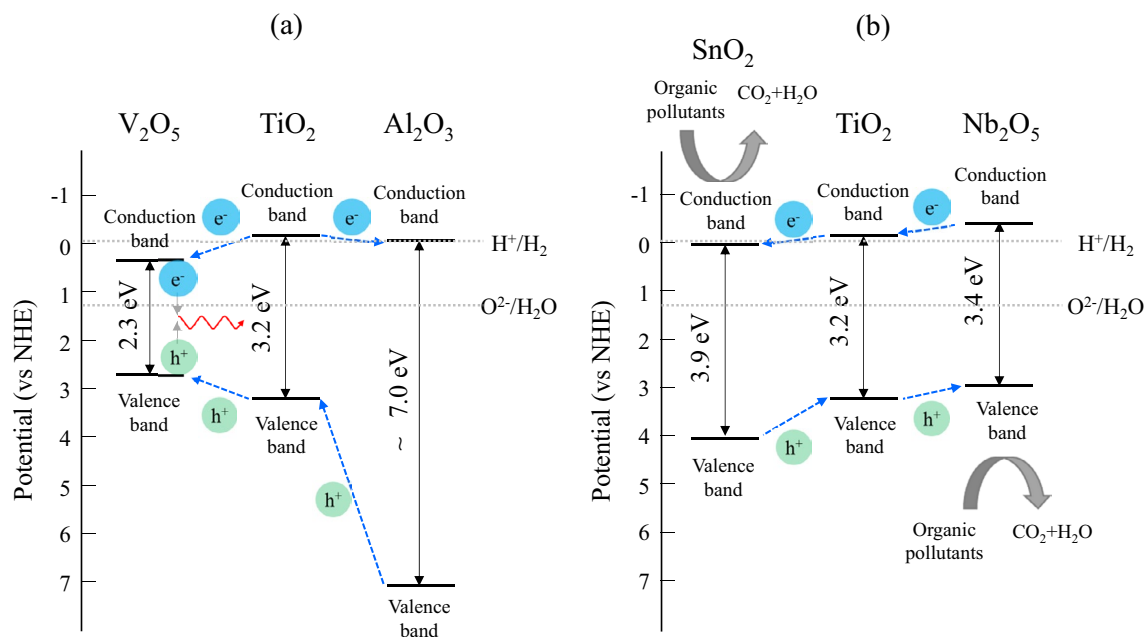 (a)
V₂O₅
TiO₂
Al₂O₃
Potential (vs NHE)
-1
0
1
2
3
4
5
6
7
Conduction
band
Conduction
band
Conduction
band
e⁻
e⁻
e⁻
H⁺/H₂
O²⁻/H₂O
2.3 eV
3.2 eV
~ 7.0 eV
h⁺
h⁺
h⁺
Valence
band
Valence
band
Valence
band
(b)
SnO₂
Organic
pollutants
CO₂+H₂O
TiO₂
Nb₂O₅
Potential (vs NHE)
-1
0
1
2
3
4
5
6
7
Conduction
band
Conduction
band
Conduction
band
e⁻
e⁻
3.9 eV
3.2 eV
3.4 eV
h⁺
h⁺
Valence
band
Valence
band
Valence
band
Organic
pollutants
CO₂+H₂O